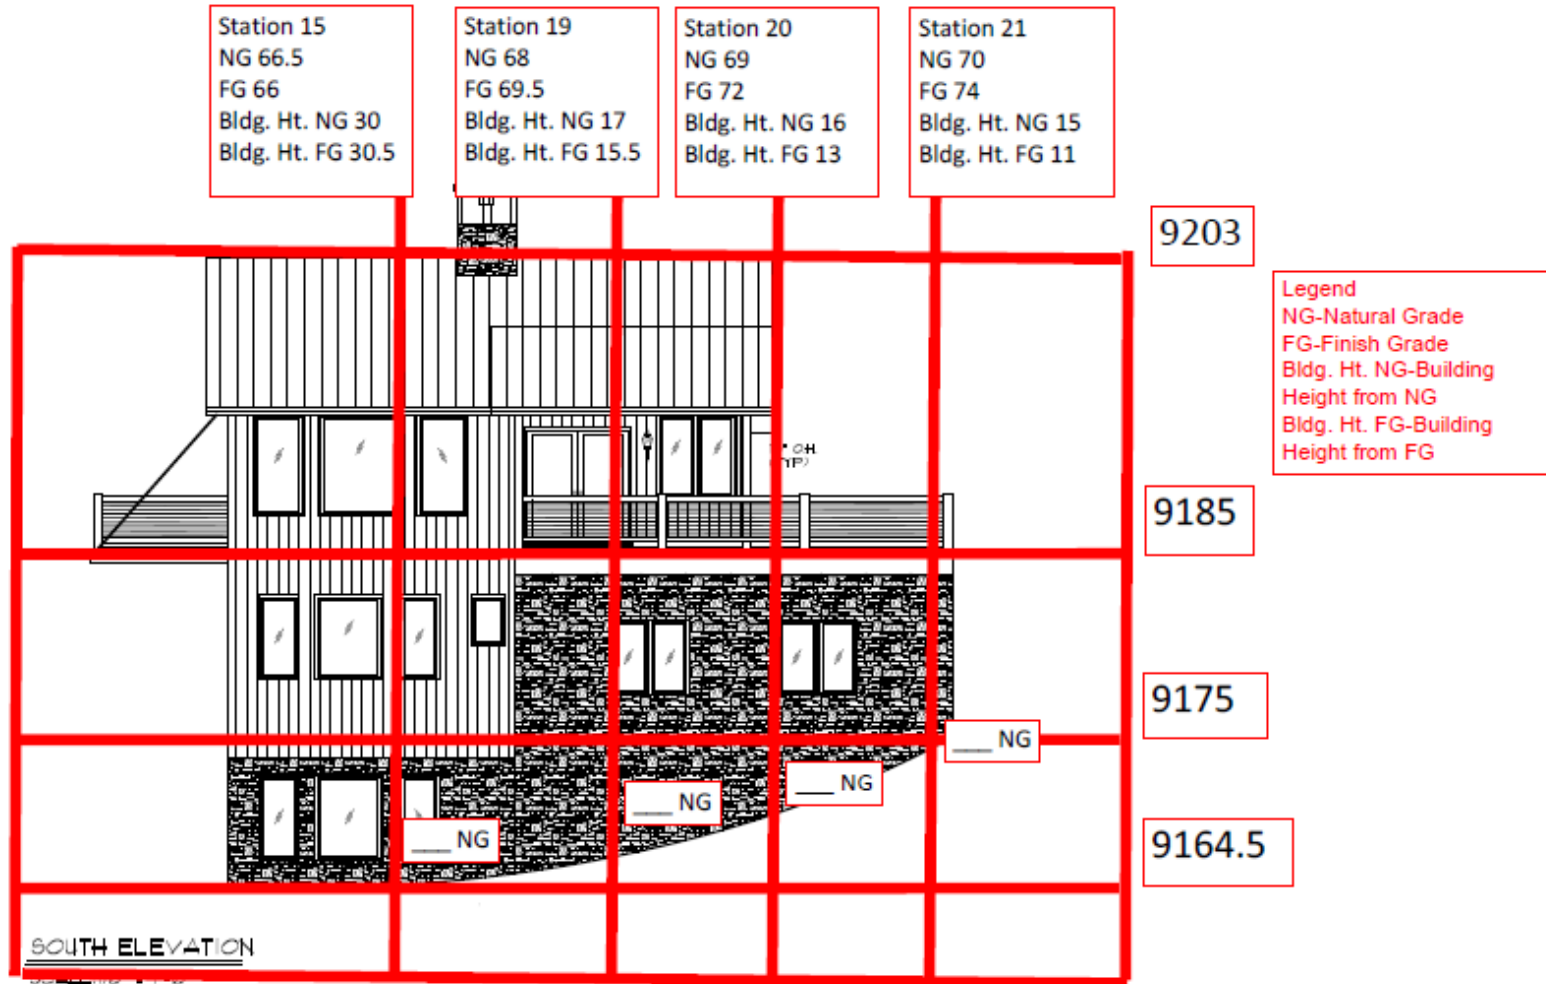 Station 15
NG 66.5
FG 66
Bldg. Ht. NG 30
Bldg. Ht. FG 30.5
Station 19
NG 68
FG 69.5
Bldg. Ht. NG 17
Bldg. Ht. FG 15.5
Station 20
NG 69
FG 72
Bldg. Ht. NG 16
Bldg. Ht. FG 13
Station 21
NG 70
FG 74
Bldg. Ht. NG 15
Bldg. Ht. FG 11
9203
Legend
NG-Natural Grade
FG-Finish Grade
Bldg. Ht. NG-Building
Height from NG
Bldg. Ht. FG-Building
Height from FG
OH
9185
9175
___ NG
___ NG
___ NG
___ NG
9164.5
SOUTH ELEVATION